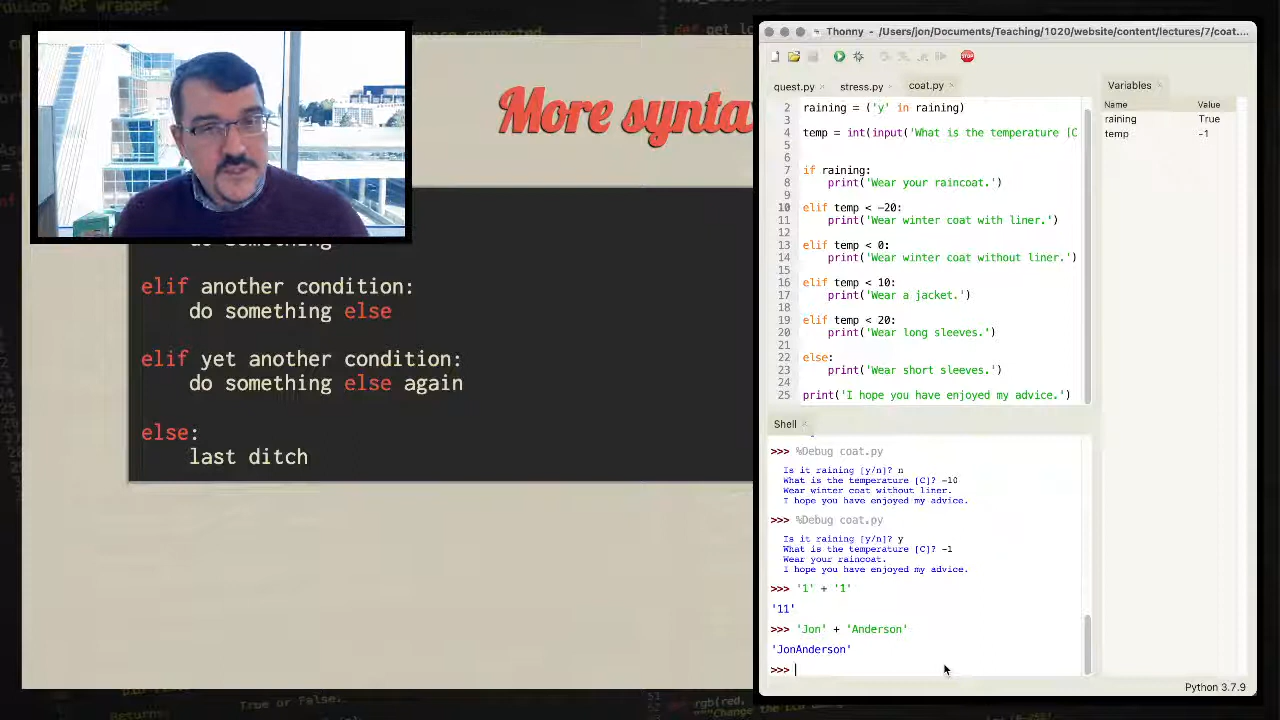 rduino API wrapper.
More synta
do something
elif another condition:
do something else
elif yet another condition:
do something else again
else:
last ditch
True or False.
Returns:
Thonny - /Users/jon/Documents/Teaching/1020/website/content/lectures/7/coat....
quest.py
stress.py
coat.py
2 raining = ('y' in raining)
3
4 temp = int(input('What is the temperature [C
5
6
7 if raining:
8 print('Wear your raincoat.')
9
10 elif temp < -20:
11 print('Wear winter coat with liner.')
12
13 elif temp < 0:
14 print('Wear winter coat without liner.')
15
16 elif temp < 10:
17 print('Wear a jacket.')
18
19 elif temp < 20:
20 print('Wear long sleeves.')
21
22 else:
23 print('Wear short sleeves.')
24
25 print('I hope you have enjoyed my advice.')
Variables
Name Value
raining True
temp -1
Shell
>>> %Debug coat.py
Is it raining [y/n]? n
What is the temperature [C]? -10
Wear winter coat without liner.
I hope you have enjoyed my advice.
>>> %Debug coat.py
Is it raining [y/n]? y
What is the temperature [C]? -1
Wear your raincoat.
I hope you have enjoyed my advice.
>>> '1' + '1'
'11'
>>> 'Jon' + 'Anderson'
'JonAnderson'
>>>
Python 3.7.9